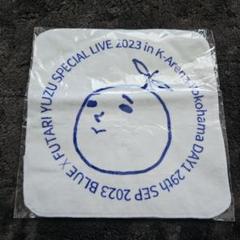 BLUE X FUTARI YUZU SPECIAL LIVE 2023 in K-Arena Yokohama DAY1 29th SEP 2023